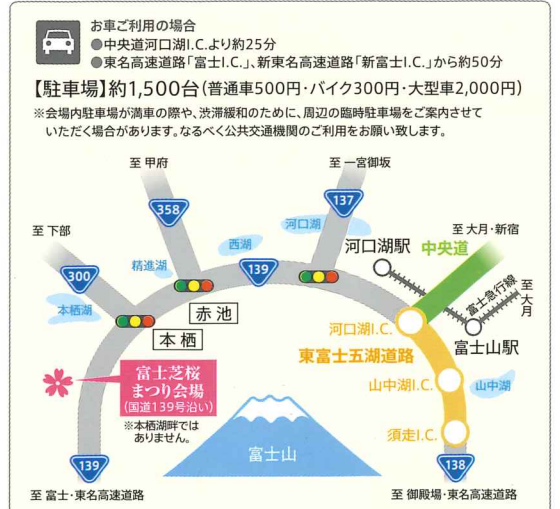 お車ご利用の場合
●中央道河口湖I.C.より約25分
●東名高速道路「富士I.C.」、新東名高速道路「新富士I.C.」から約50分
【駐車場】約1,500台(普通車500円・バイク300円・大型車2,000円)
※会場内駐車場が満車の際や、渋滞緩和のために、周辺の臨時駐車場をご案内させて
いただく場合があります。なるべく公共交通機関のご利用をお願い致します。
至 甲府
至 一宮御坂
358
137
至 下部
河口湖
至 大月・新宿
西湖
河口湖駅
中央道
300
精進湖
139
富士急行線
至大月
本栖湖
赤池
本栖
河口湖I.C.
富士山駅
東富士五湖道路
富士芝桜
まつり会場
(国道139号沿い)
山中湖I.C.
山中湖
※本栖湖畔では
ありません。
須走I.C.
富士山
139
138
至 富士・東名高速道路
至 御殿場・東名高速道路